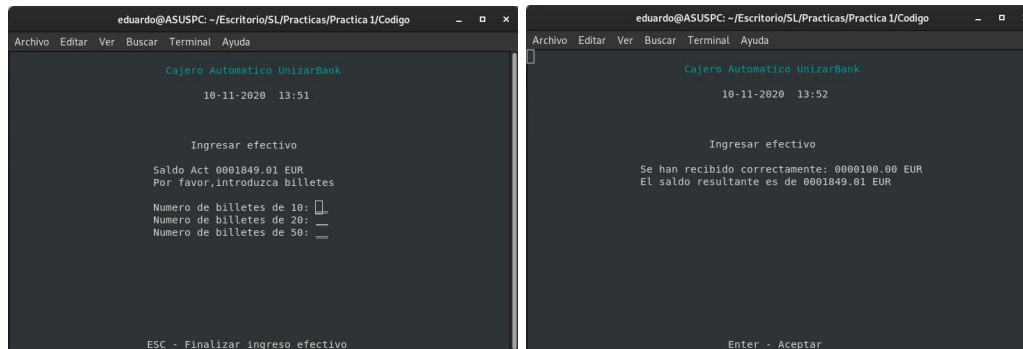 eduardo@ASUSPC: ~/Escritorio/SL/Practicas/Practica 1/Codigo
Archivo Editar Ver Buscar Terminal Ayuda
Cajero Automatico UnizarBank
10-11-2020 13:51
Ingresar efectivo
Saldo Act 0001849.01 EUR
Por favor,introduzca billetes
Numero de billetes de 10: __
Numero de billetes de 20: __
Numero de billetes de 50: __
ESC - Finalizar ingreso efectivo
eduardo@ASUSPC: ~/Escritorio/SL/Practicas/Practica 1/Codigo
Archivo Editar Ver Buscar Terminal Ayuda
Cajero Automatico UnizarBank
10-11-2020 13:52
Ingresar efectivo
Se han recibido correctamente: 0000100.00 EUR
El saldo resultante es de 0001849.01 EUR
Enter - Aceptar